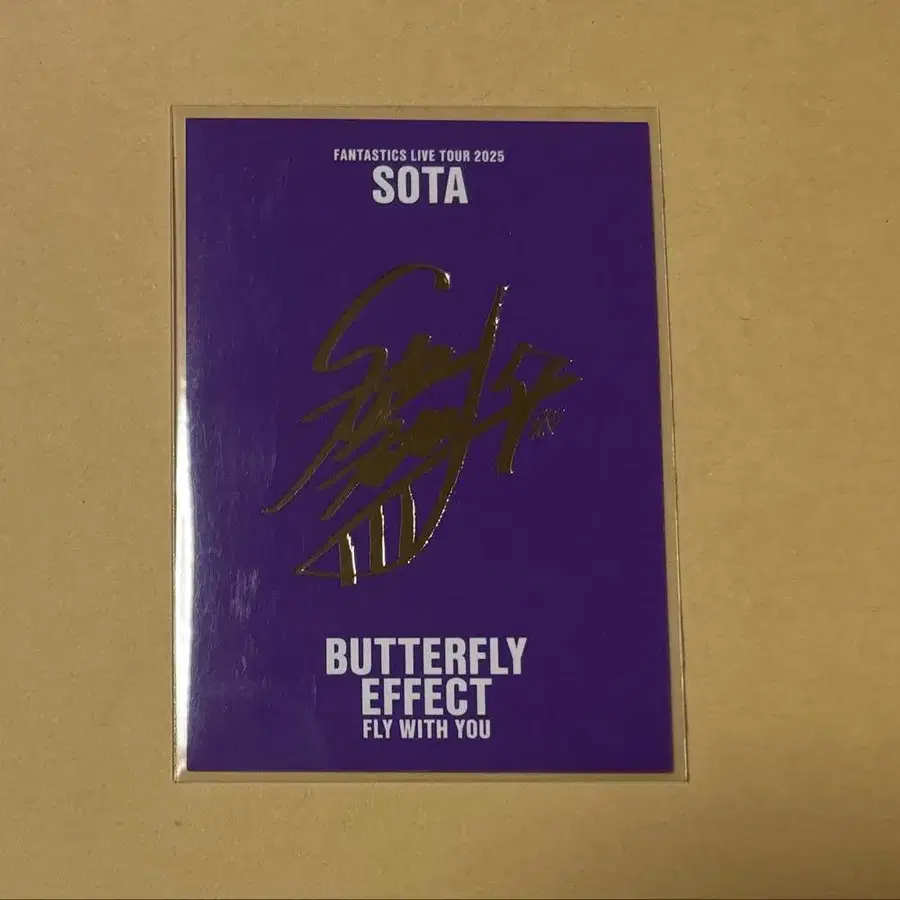 FANTASTICS LIVE TOUR 2025
SOTA
BUTTERFLY
EFFECT
FLY WITH YOU